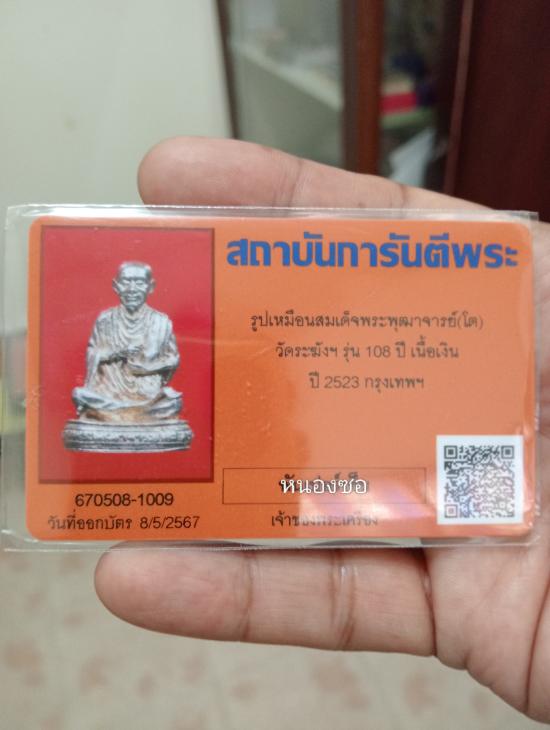 สถาบันการันตีพระ
รูปเหมือนสมเด็จพระพุฒาจารย์(โต)
วัดระฆังฯ รุ่น 108 ปี เนื้อเงิน
ปี 2523 กรุงเทพฯ
หนองซอ
670508-1009
วันที่ออกบัตร 8/5/2567
เจ้าของพระเครื่อง